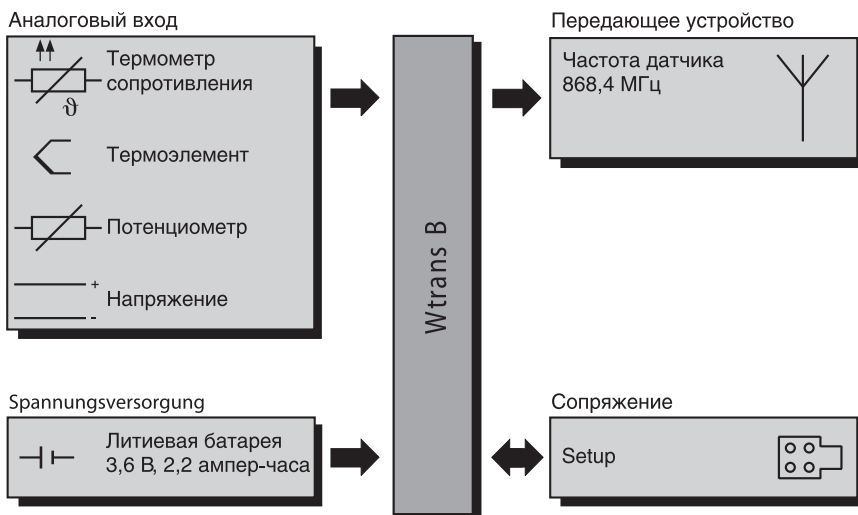 Аналоговый вход
Термометр
сопротивления
ϑ
Термоэлемент
Потенциометр
+
Напряжение
-
Spannungsversorgung
Литиевая батарея
3,6 В, 2,2 ампер-часа
Wtrans B
Передающее устройство
Частота датчика
868,4 МГц
Сопряжение
Setup